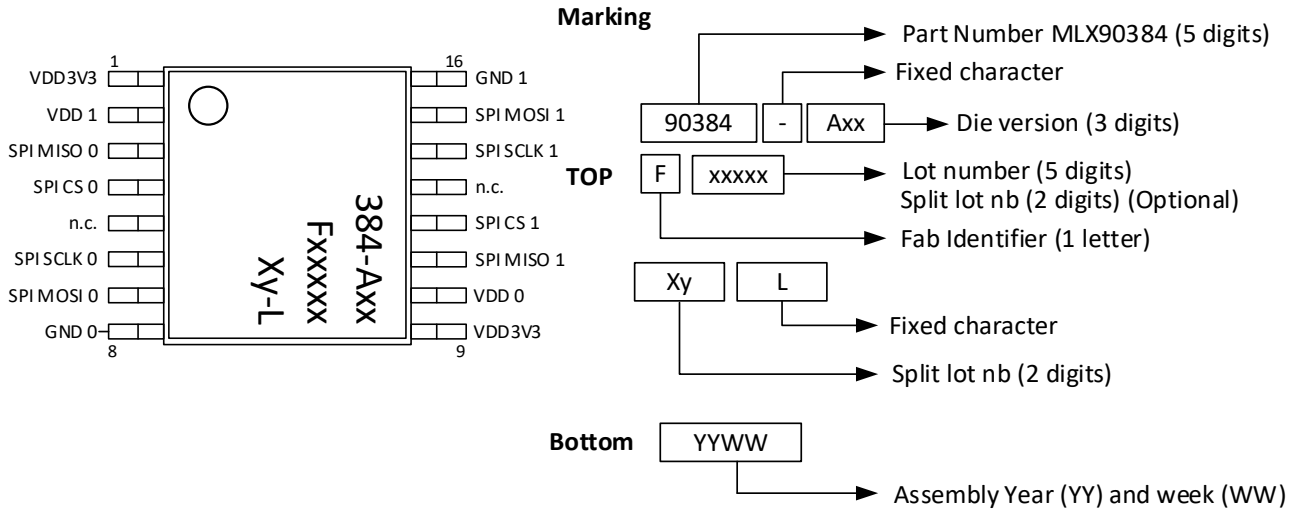 Marking
1
16
VDD3V3
VDD 1
SPI MISO 0
SPI CS 0
n.c.
SPI SCLK 0
SPI MOSI 0
GND 0
8
384-Axx
Fxxxxx
Xy-L
GND 1
SPI MOSI 1
SPI SCLK 1
n.c.
SPI CS 1
SPI MISO 1
VDD 0
VDD3V3
9
Part Number MLX90384 (5 digits)
Fixed character
90384 - Axx Die version (3 digits)
TOP F xxxxx Lot number (5 digits)
Split lot nb (2 digits) (Optional)
Fab Identifier (1 letter)
Xy L
Fixed character
Split lot nb (2 digits)
Bottom YYWW
Assembly Year (YY) and week (WW)